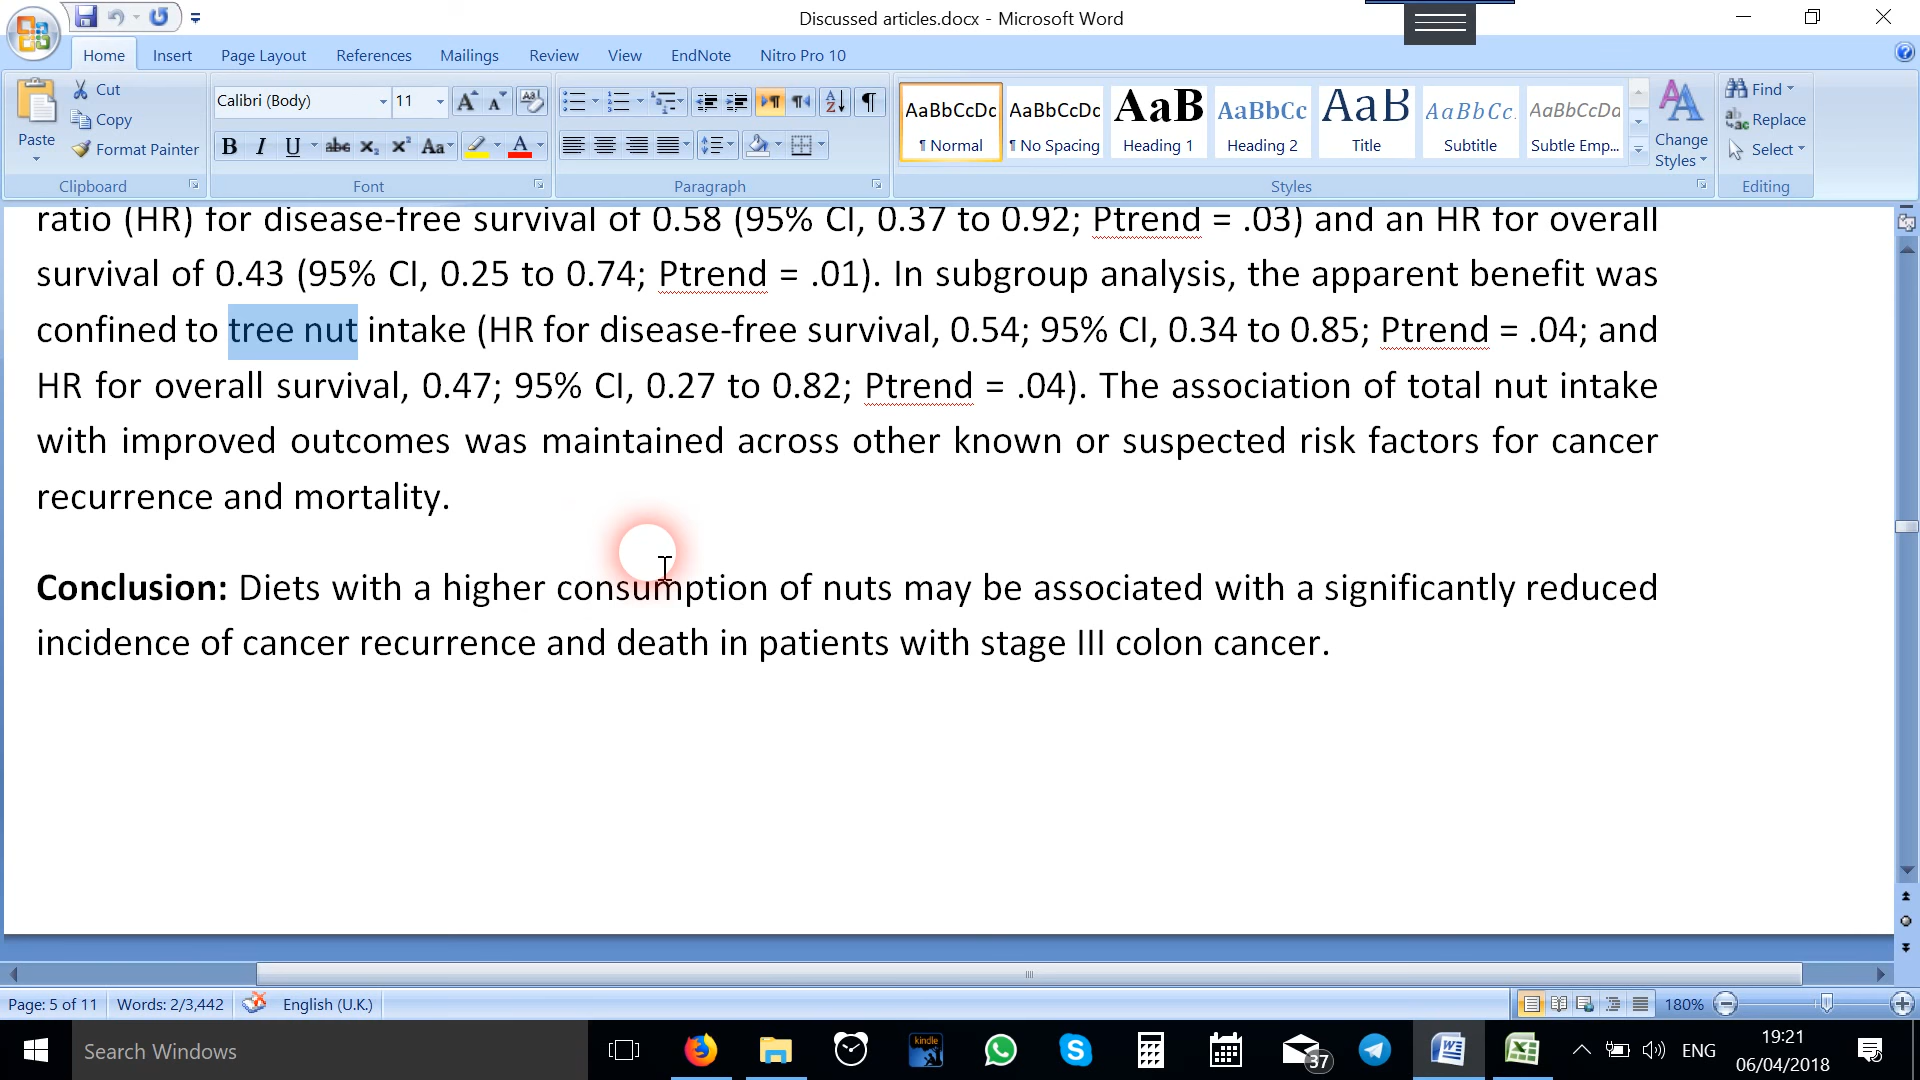 Discussed articles.docx - Microsoft Word
Home Insert Page Layout References Mailings Review View EndNote Nitro Pro 10
Paste
Cut
Copy
Format Painter
Clipboard
Calibri (Body) 11
B I U abe x₂ x² Aa A
Font
Paragraph
AaBbCcDc AaBbCcDc AaB AaBbCc AaB AaBbCc. AaBbCcDa
¶ Normal ¶ No Spacing Heading 1 Heading 2 Title Subtitle Subtle Emp...
Change
Styles
Styles
Find
Replace
Select
Editing
ratio (HR) for disease-free survival of 0.58 (95% CI, 0.37 to 0.92; Ptrend = .03) and an HR for overall
survival of 0.43 (95% CI, 0.25 to 0.74; Ptrend = .01). In subgroup analysis, the apparent benefit was
confined to tree nut intake (HR for disease-free survival, 0.54; 95% CI, 0.34 to 0.85; Ptrend = .04; and
HR for overall survival, 0.47; 95% CI, 0.27 to 0.82; Ptrend = .04). The association of total nut intake
with improved outcomes was maintained across other known or suspected risk factors for cancer
recurrence and mortality.
Conclusion: Diets with a higher consumption of nuts may be associated with a significantly reduced
incidence of cancer recurrence and death in patients with stage III colon cancer.
Page: 5 of 11 Words: 2/3,442 English (U.K.) 180%
Search Windows kindle 37 ENG 19:21
06/04/2018